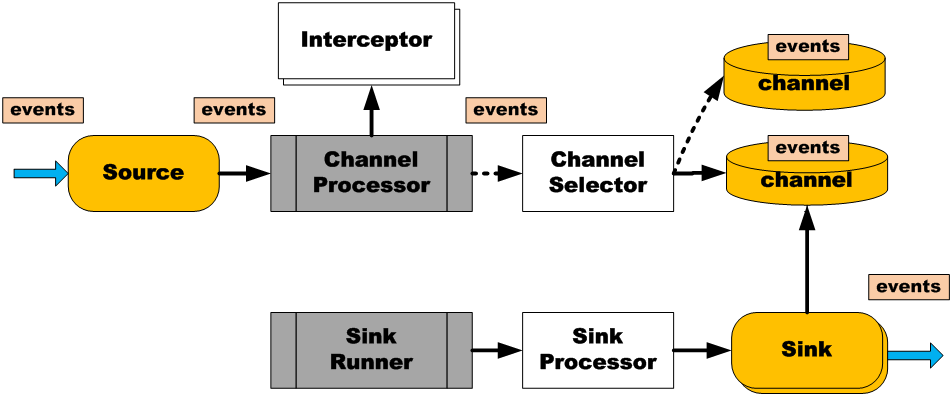 Interceptor
events
channel
events
events
events
Source
Channel
Processor
Channel
Selector
events
channel
events
Sink
Runner
Sink
Processor
Sink